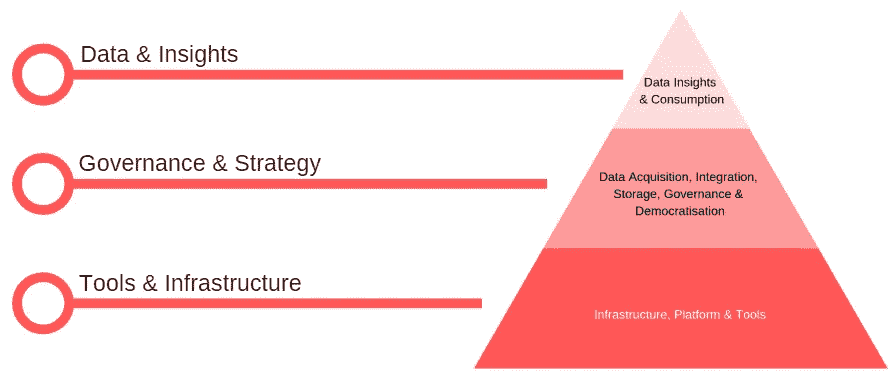 Data & Insights
Data Insights
& Consumption
Governance & Strategy
Data Acquisition, Integration,
Storage, Governance &
Democratisation
Tools & Infrastructure
Infrastructure, Platform & Tools